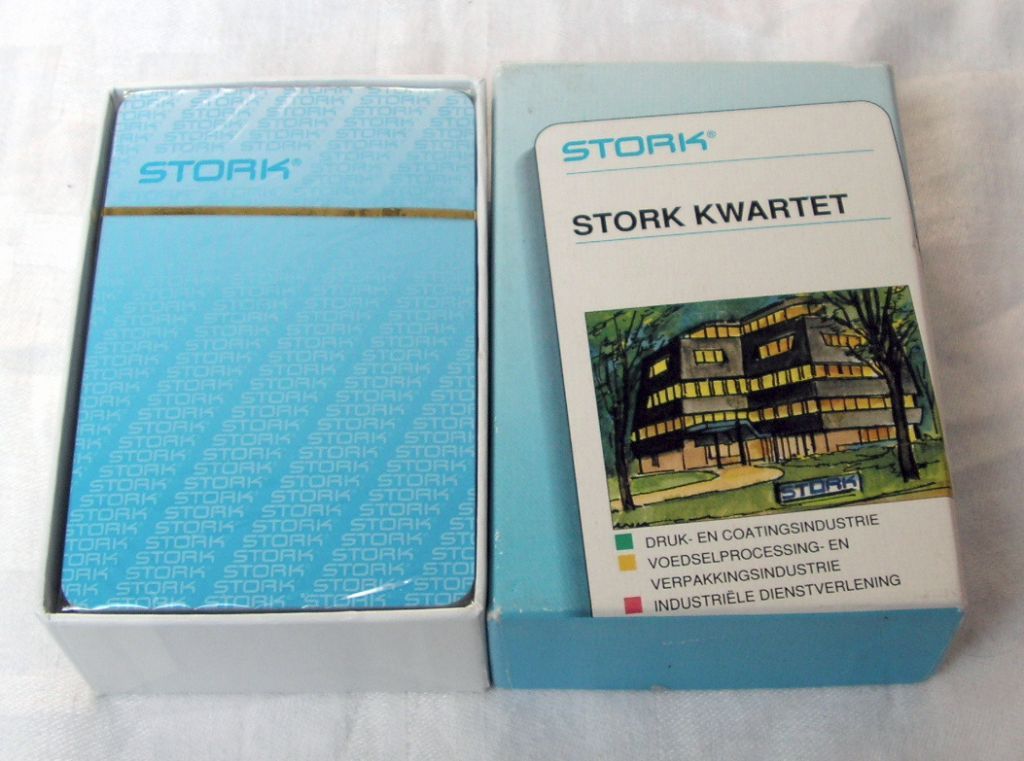 STORK®
STORK®
STORK KWARTET
STORK
DRUK- EN COATINGSINDUSTRIE
VOEDSELPROCESSING- EN
VERPAKKINGSINDUSTRIE
INDUSTRIËLE DIENSTVERLENING